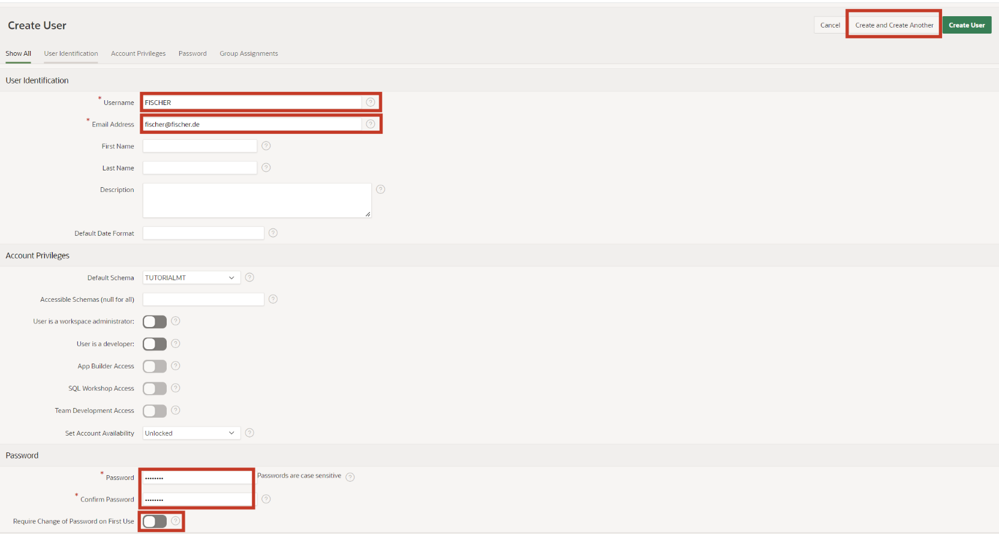 Create User
Cancel
Create and Create Another
Create User
Show All
User Identification
Account Privileges
Password
Group Assignments
User Identification
* Username
FISCHER
?
* Email Address
fischer@fischer.de
?
First Name
?
Last Name
?
Description
?
Default Date Format
?
Account Privileges
Default Schema
TUTORIALMT
?
Accessible Schemas (null for all)
?
User is a workspace administrator:
?
User is a developer:
?
App Builder Access
?
SQL Workshop Access
?
Team Development Access
?
Set Account Availability
Unlocked
?
Password
* Password
••••••••
Passwords are case sensitive
?
* Confirm Password
••••••••
?
Require Change of Password on First Use
?